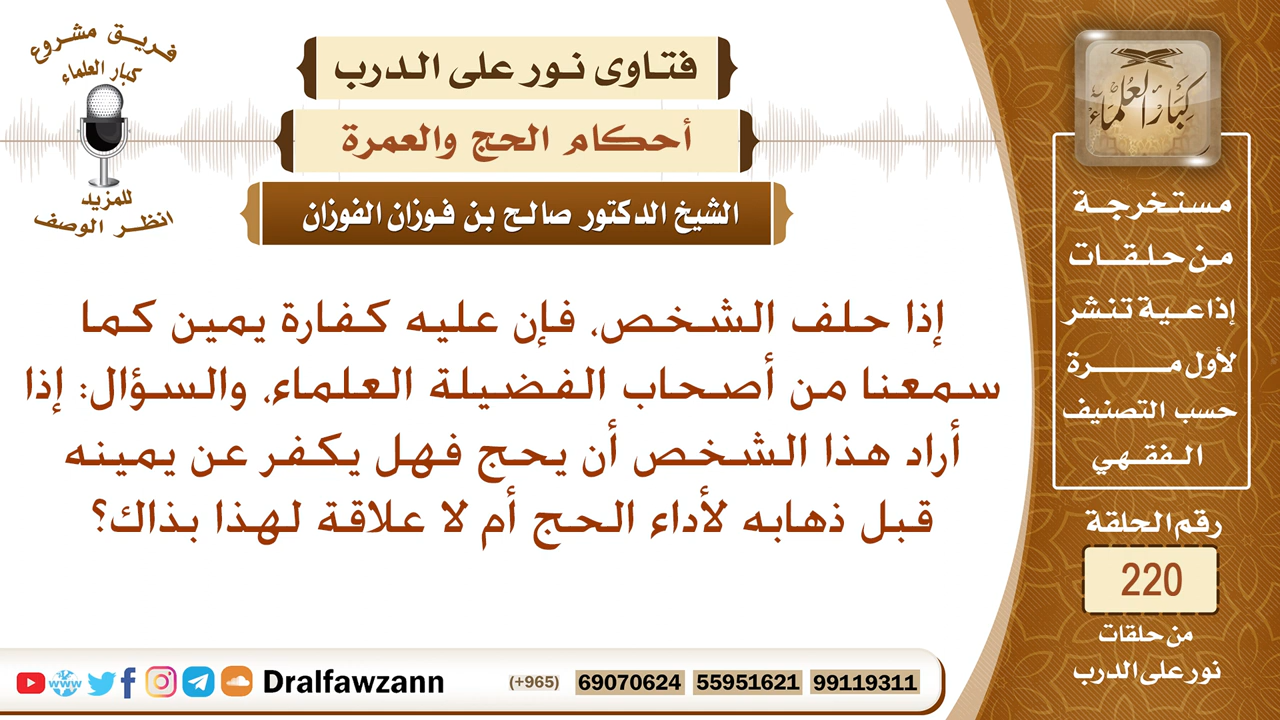 فريق مشروع
كبار العلماء
للمزيد
انظر الوصف
فتاوى نور على الدرب
أحكام الحج والعمرة
الشيخ الدكتور صالح بن فوزان الفوزان
إذا حلف الشخص، فإن عليه كفارة يمين كما
سمعنا من أصحاب الفضيلة العلماء، والسؤال: إذا
أراد هذا الشخص أن يحج فهل يكفر عن يمينه
قبل ذهابه لأداء الحج أم لا علاقة لهذا بذاك؟
كبار العلماء
مستخرجة
من حلقات
إذاعية تنشر
لأول مرة
حسب التصنيف
الفقهي
رقم الحلقة
220
من حلقات
نور على الدرب
www Dralfawzann (+965) 69070624 55951621 99119311